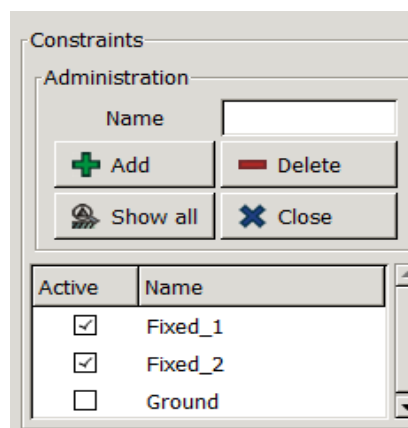 Constraints
Administration
Name
Add Delete
Show all Close
Active Name
Fixed_1
Fixed_2
Ground